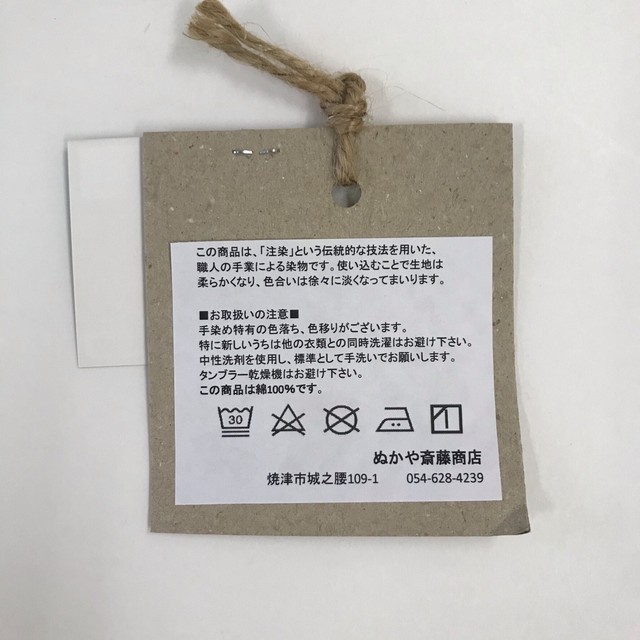 この商品は、「注染」という伝統的な技法を用いた、
職人の手業による染物です。使い込むことで生地は
柔らかくなり、色合いは徐々に淡くなってまいります。
■お取扱いの注意■
手染め特有の色落ち、色移りがございます。
特に新しいうちは他の衣類との同時洗濯はお避け下さい。
中性洗剤を使用し、標準として手洗いでお願いします。
タンブラー乾燥機はお避け下さい。
この商品は綿100%です。
30
ぬかや斎藤商店
焼津市城之腰109-1 054-628-4239